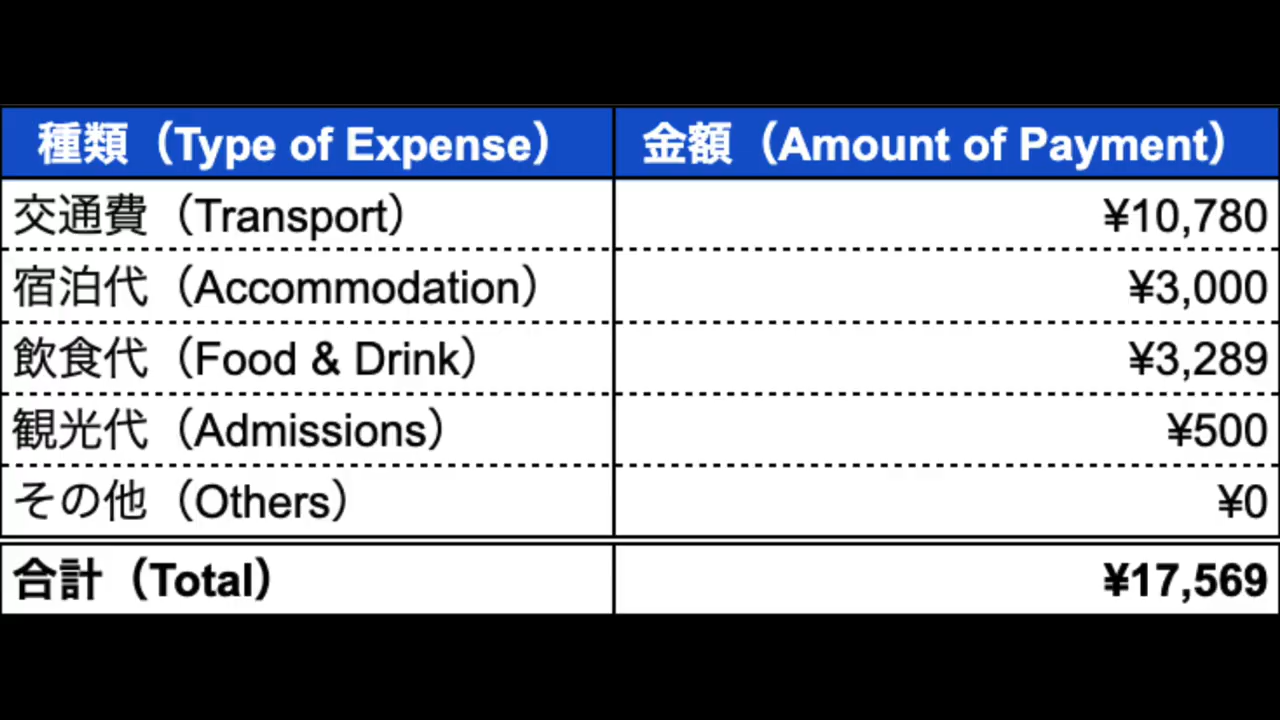 種類（Type of Expense） 金額（Amount of Payment）
交通費（Transport） ¥10,780
宿泊代（Accommodation） ¥3,000
飲食代（Food & Drink） ¥3,289
観光代（Admissions） ¥500
その他（Others） ¥0
合計（Total） ¥17,569